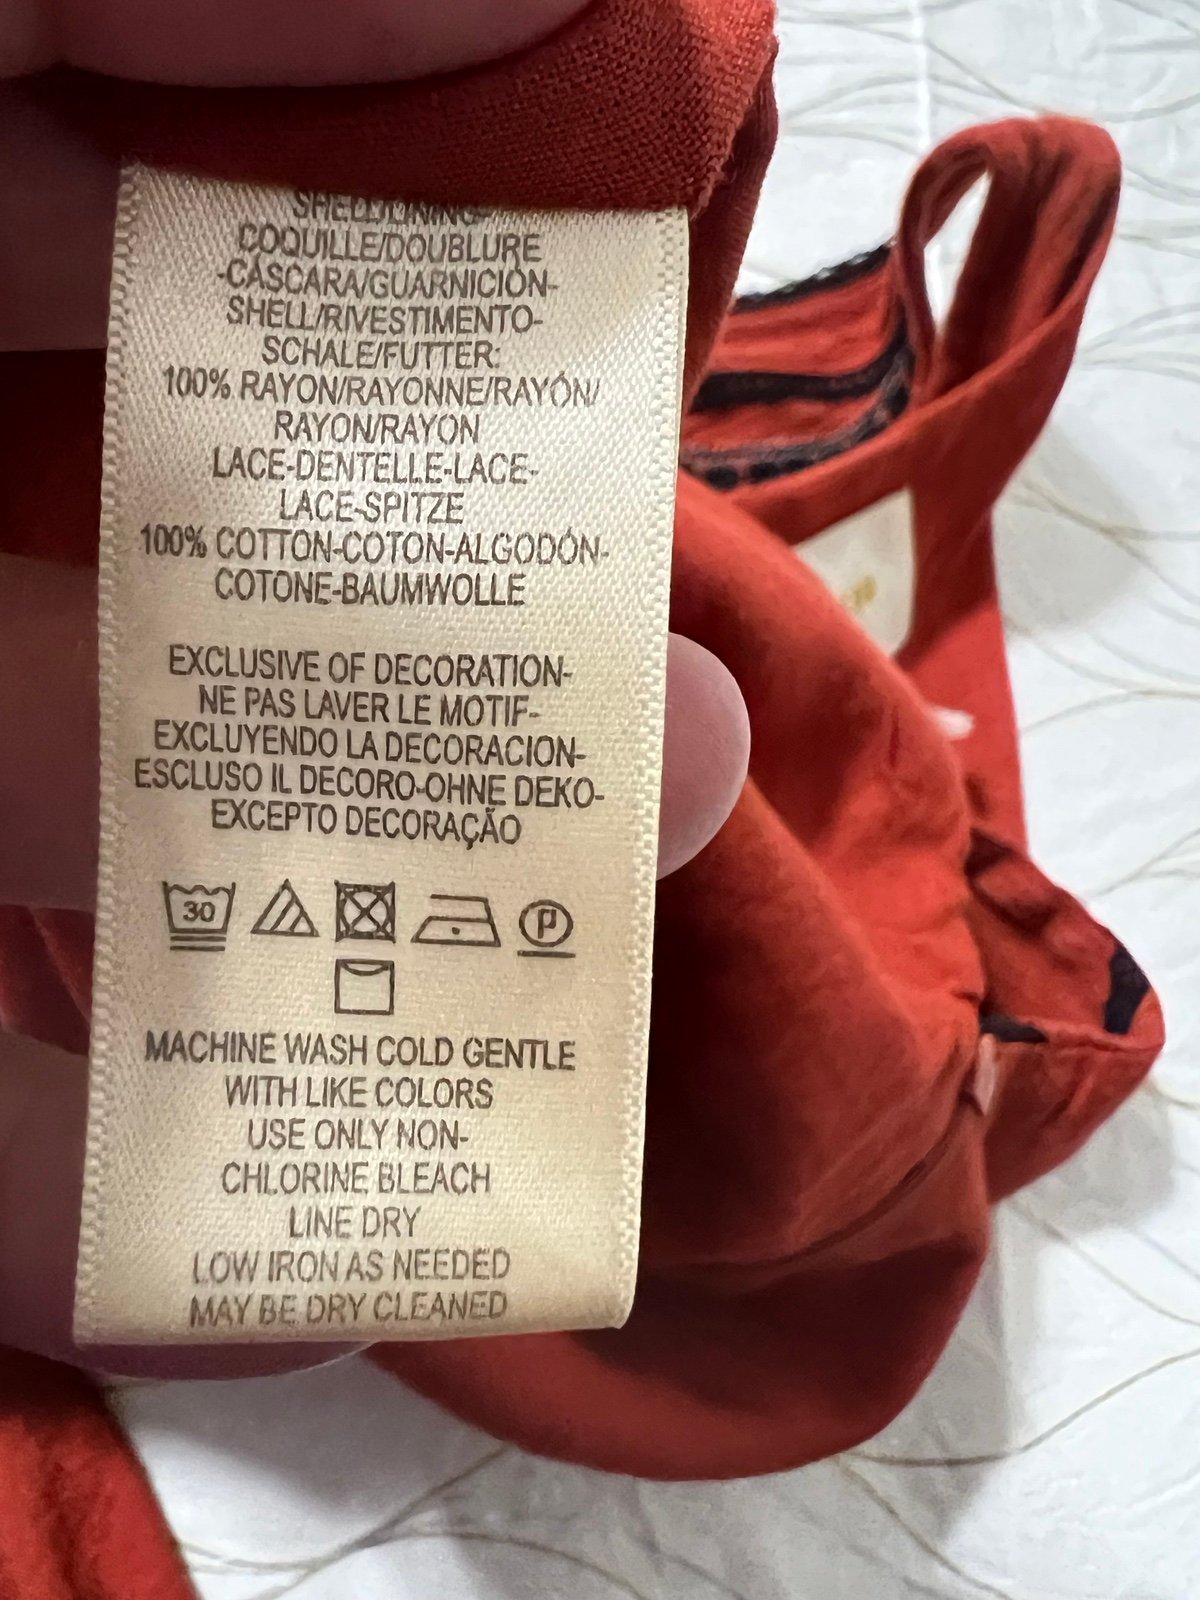 SHELL/LINING-
COQUILLE/DOUBLURE
-CÁSCARA/GUARNICIÓN-
SHELL/RIVESTIMENTO-
SCHALE/FUTTER:
100% RAYON/RAYONNE/RAYÓN/
RAYON/RAYON
LACE-DENTELLE-LACE-
LACE-SPITZE
100% COTTON-COTON-ALGODÓN-
COTONE-BAUMWOLLE
EXCLUSIVE OF DECORATION-
NE PAS LAVER LE MOTIF-
EXCLUYENDO LA DECORACION-
ESCLUSO IL DECORO-OHNE DEKO-
EXCEPTO DECORAÇÃO
30 P
MACHINE WASH COLD GENTLE
WITH LIKE COLORS
USE ONLY NON-
CHLORINE BLEACH
LINE DRY
LOW IRON AS NEEDED
MAY BE DRY CLEANED